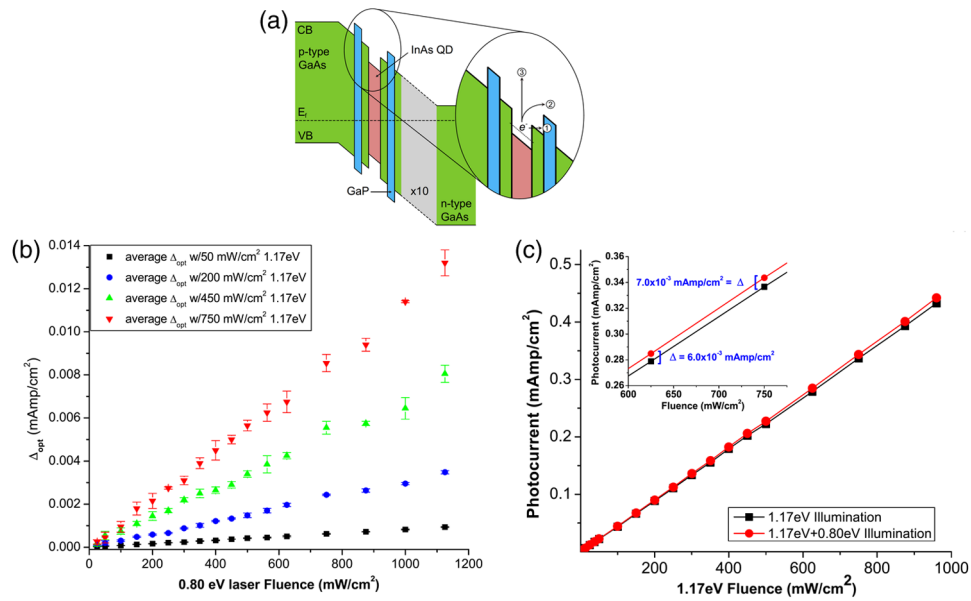 (a)
CB
p-type
GaAs
InAs QD
E_f
VB
GaP
x10
n-type
GaAs
③
②
e⁻
①
(b)
0.014
0.012
0.010
0.008
0.006
0.004
0.002
0.000
Δopt (mAmp/cm²)
average Δopt w/50 mW/cm² 1.17eV
average Δopt w/200 mW/cm² 1.17eV
average Δopt w/450 mW/cm² 1.17eV
average Δopt w/750 mW/cm² 1.17eV
0 200 400 600 800 1000 1200
0.80 eV laser Fluence (mW/cm²)
(c)
0.5
0.4
0.3
0.2
0.1
Photocurrent (mAmp/cm²)
0.36
0.34
0.32
0.30
0.28
0.26
Photocurrent (mAmp/cm²)
7.0x10⁻³ mAmp/cm² = Δ
Δ = 6.0x10⁻³ mAmp/cm²
600 650 700 750
Fluence (mW/cm²)
1.17eV Illumination
1.17eV+0.80eV Illumination
200 400 600 800 1000
1.17eV Fluence (mW/cm²)